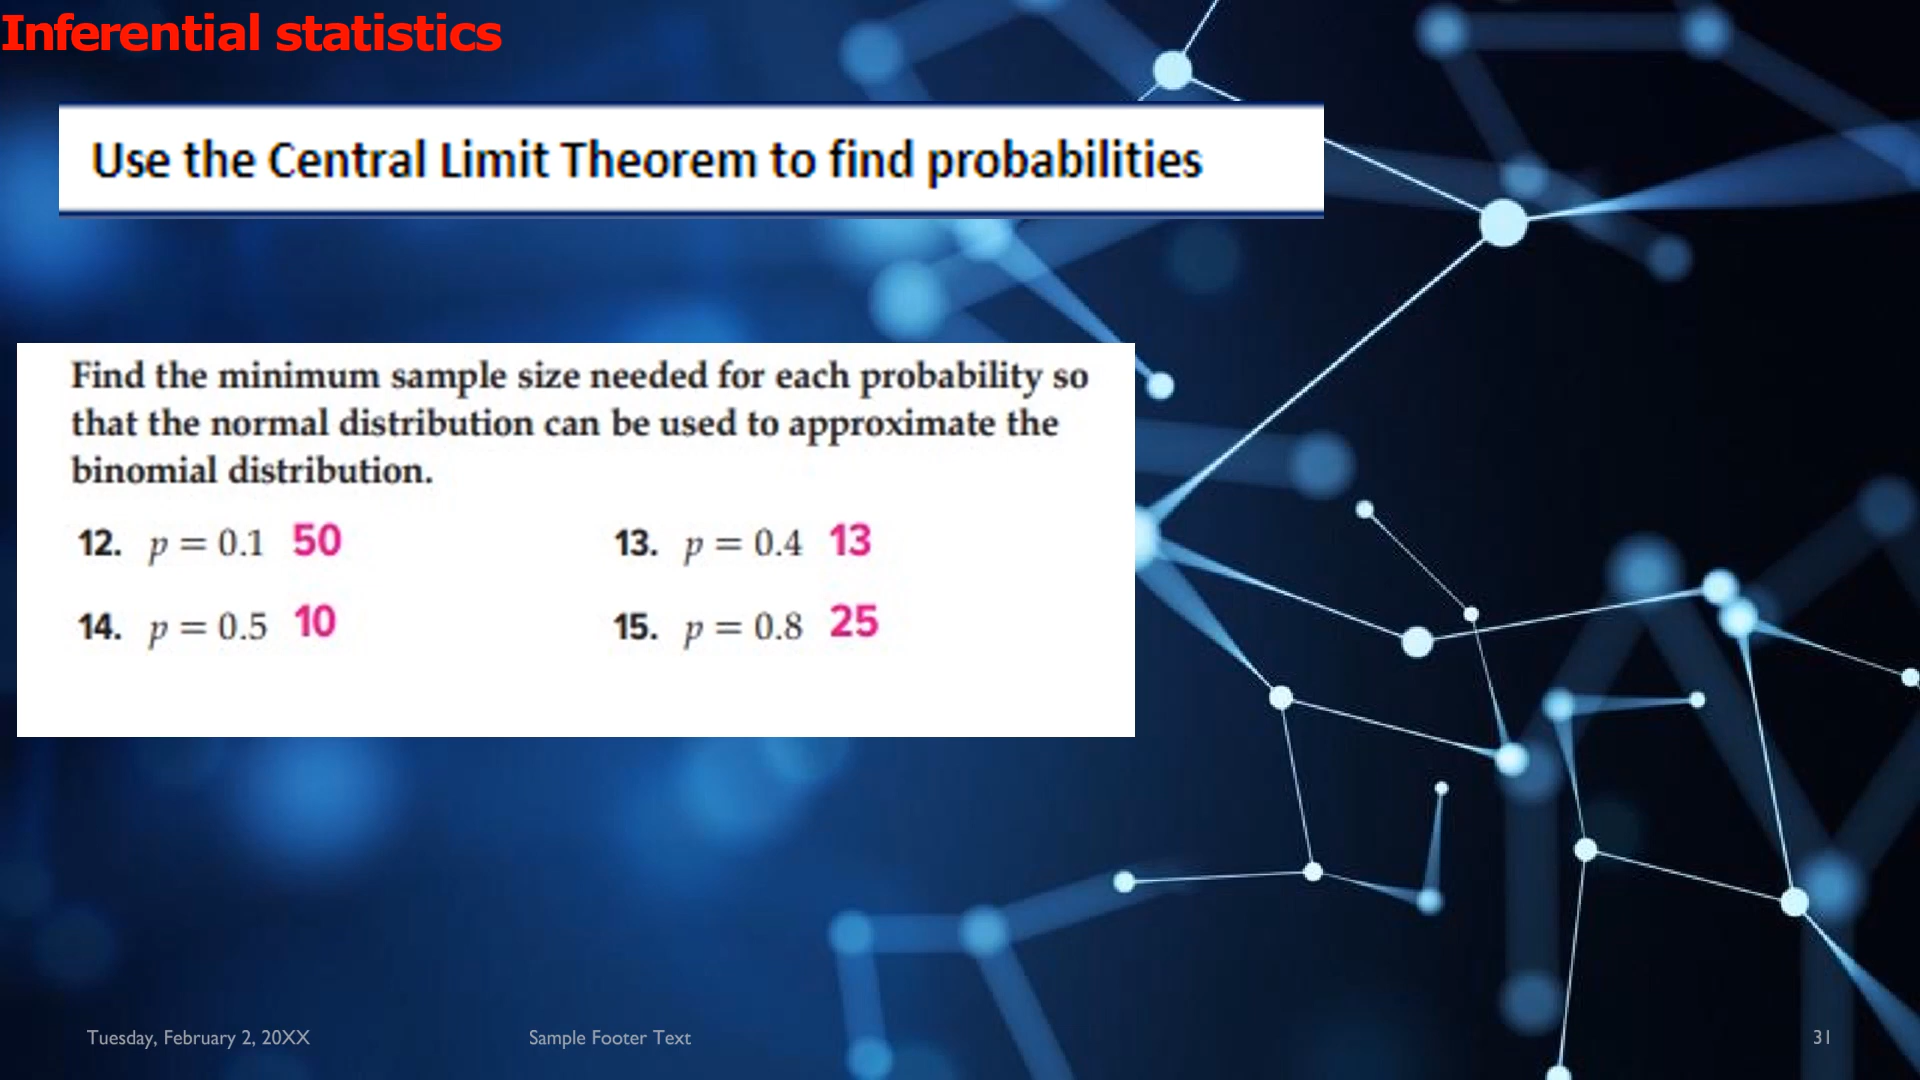 Inferential statistics
Use the Central Limit Theorem to find probabilities
Find the minimum sample size needed for each probability so
that the normal distribution can be used to approximate the
binomial distribution.
12. p = 0.1 50 13. p = 0.4 13
14. p = 0.5 10 15. p = 0.8 25
Tuesday, February 2, 20XX Sample Footer Text 31